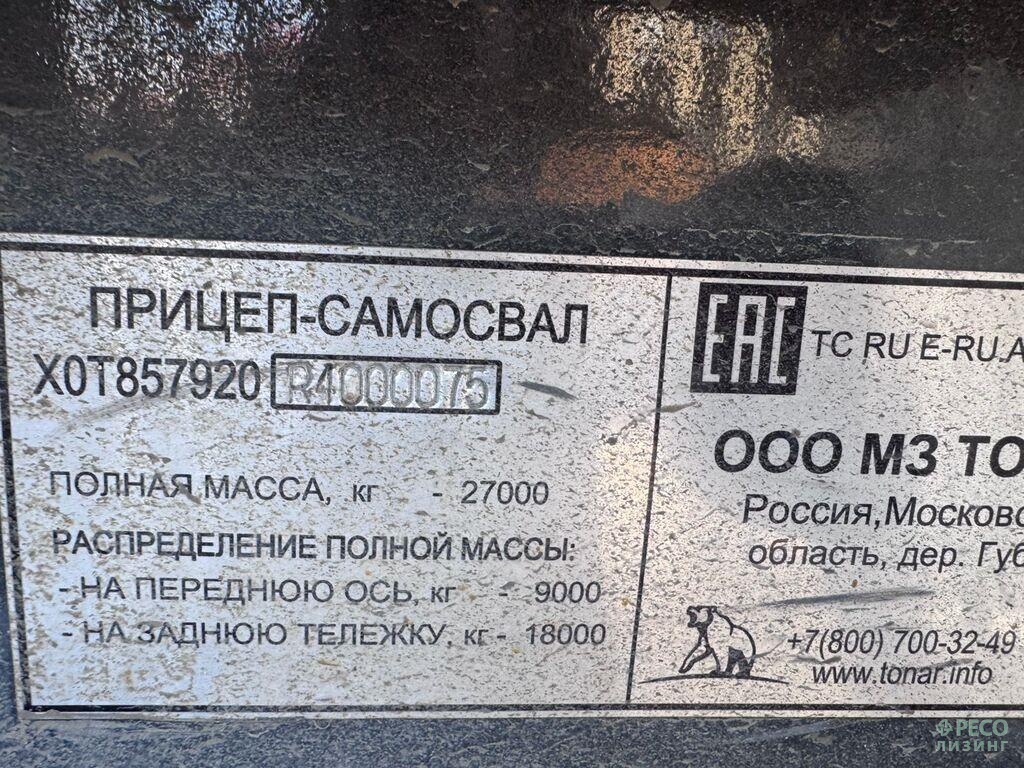 ПРИЦЕП-САМОСВАЛ
X0T857920 R4000075
ПОЛНАЯ МАССА, кг - 27000
РАСПРЕДЕЛЕНИЕ ПОЛНОЙ МАССЫ:
- НА ПЕРЕДНЮЮ ОСЬ, кг - 9000
- НА ЗАДНЮЮ ТЕЛЕЖКУ, кг - 18000
EAC TC RU E-RU.A
ООО МЗ ТО
Россия,Московс
область, дер. Губ
+7(800) 700-32-49
www.tonar.info
РЕСО
ЛИЗИНГ